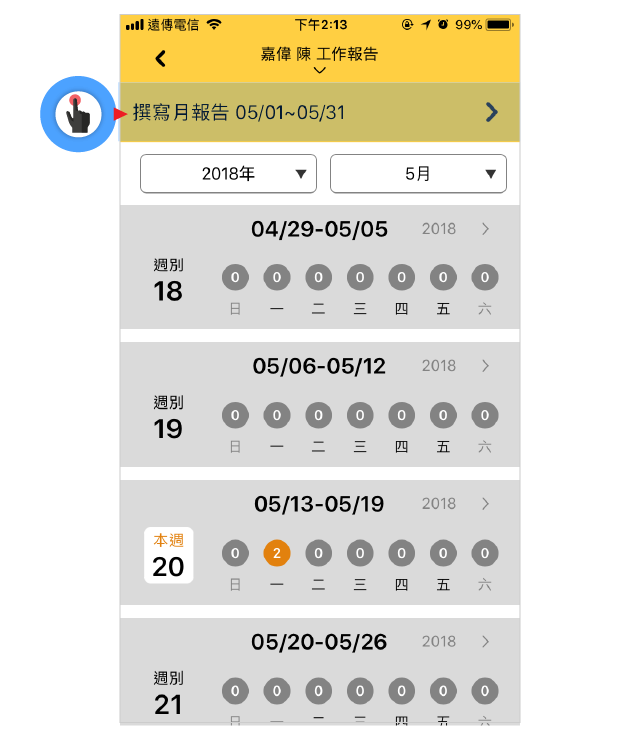 遠傳電信 下午2:13 99%
嘉偉 陳 工作報告
撰寫月報告 05/01~05/31
2018年 5月
04/29-05/05 2018
週別
18
0 0 0 0 0 0 0
日 一 二 三 四 五 六
05/06-05/12 2018
週別
19
0 0 0 0 0 0 0
日 一 二 三 四 五 六
05/13-05/19 2018
本週
20
0 2 0 0 0 0 0
日 一 二 三 四 五 六
05/20-05/26 2018
週別
21
0 0 0 0 0 0 0
日 一 二 三 四 五 六